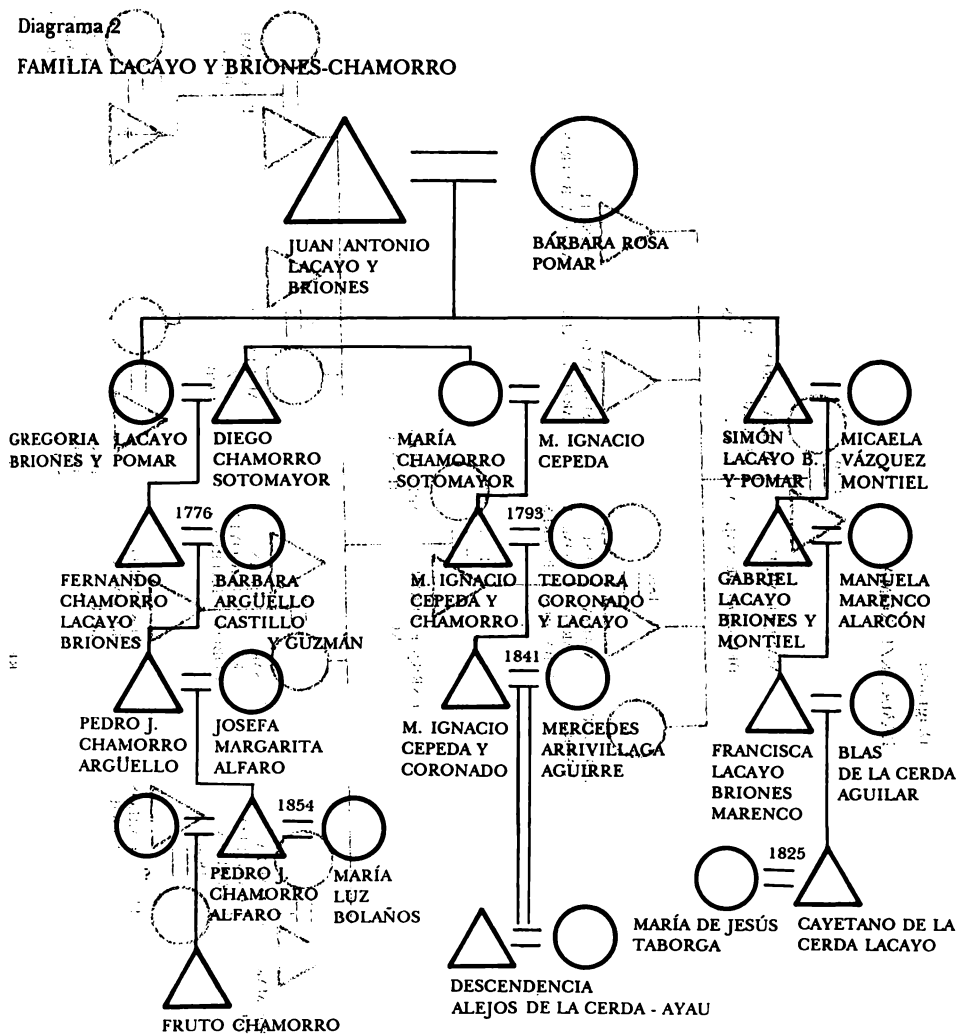 Diagrama 2
FAMILIA LACAYO Y BRIONES-CHAMORRO
JUAN ANTONIO
LACAYO Y
BRIONES
BÁRBARA ROSA
POMAR
GREGORIA LACAYO
BRIONES Y POMAR
DIEGO
CHAMORRO
SOTOMAYOR
MARÍA
CHAMORRO
SOTOMAYOR
M. IGNACIO
CEPEDA
SIMÓN
LACAYO B.
Y POMAR
MICAELA
VÁZQUEZ
MONTIEL
1776
FERNANDO
CHAMORRO
LACAYO
BRIONES
BÁRBARA
ARGÜELLO
CASTILLO
Y GUZMÁN
1793
M. IGNACIO
CEPEDA Y
CHAMORRO
TEODORA
CORONADO
Y LACAYO
GABRIEL
LACAYO
BRIONES Y
MONTIEL
MANUELA
MARENCO
ALARCÓN
PEDRO J.
CHAMORRO
ARGÜELLO
JOSEFA
MARGARITA
ALFARO
1841
M. IGNACIO
CEPEDA Y
CORONADO
MERCEDES
ARRIVILLAGA
AGUIRRE
FRANCISCA
LACAYO
BRIONES
MARENCO
BLAS
DE LA CERDA
AGUILAR
?
1854
PEDRO J.
CHAMORRO
ALFARO
MARÍA
LUZ
BOLAÑOS
1825
MARÍA DE JESÚS
TABORGA
CAYETANO DE LA
CERDA LACAYO
DESCENDENCIA
ALEJOS DE LA CERDA - AYAU
FRUTO CHAMORRO